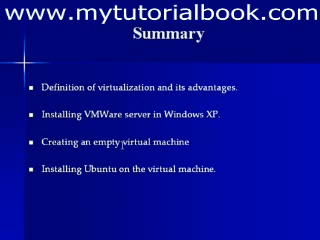 www.mytutorialbook.com
Summary
Definition of virtualization and its advantages.
Installing VMWare server in Windows XP.
Creating an empty virtual machine
Installing Ubuntu on the virtual machine.